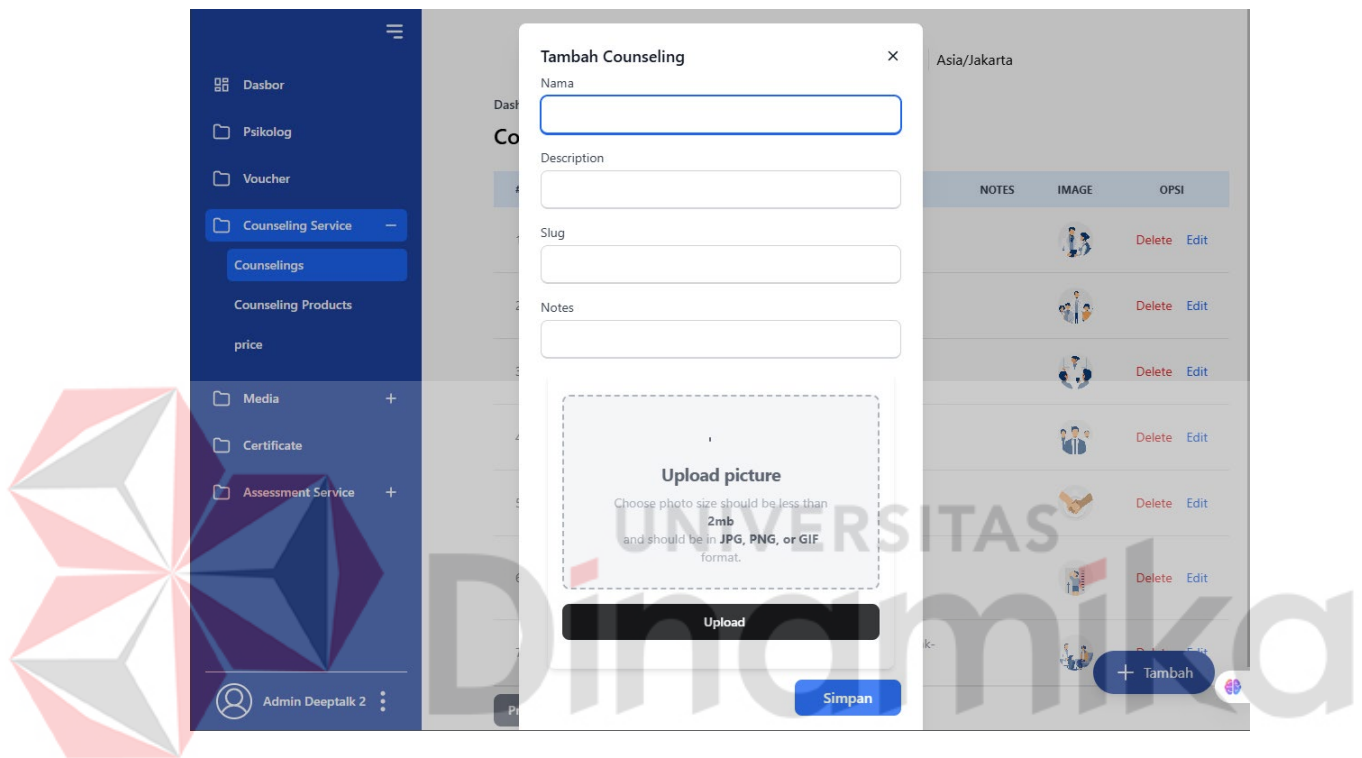 Dasbor
Psikolog
Voucher
Counseling Service
Counselings
Counseling Products
price
Media
Certificate
Assessment Service
Admin Deeptalk 2
Asia/Jakarta
Tambah Counseling
Nama
Description
Slug
Notes
Upload picture
Choose photo size should be less than
2mb
and should be in JPG, PNG, or GIF
format.
Upload
Simpan
# NOTES IMAGE OPSI
Delete Edit
Delete Edit
Delete Edit
Delete Edit
Delete Edit
Delete Edit
Delete Edit
+ Tambah
UNIVERSITAS
Dinamika